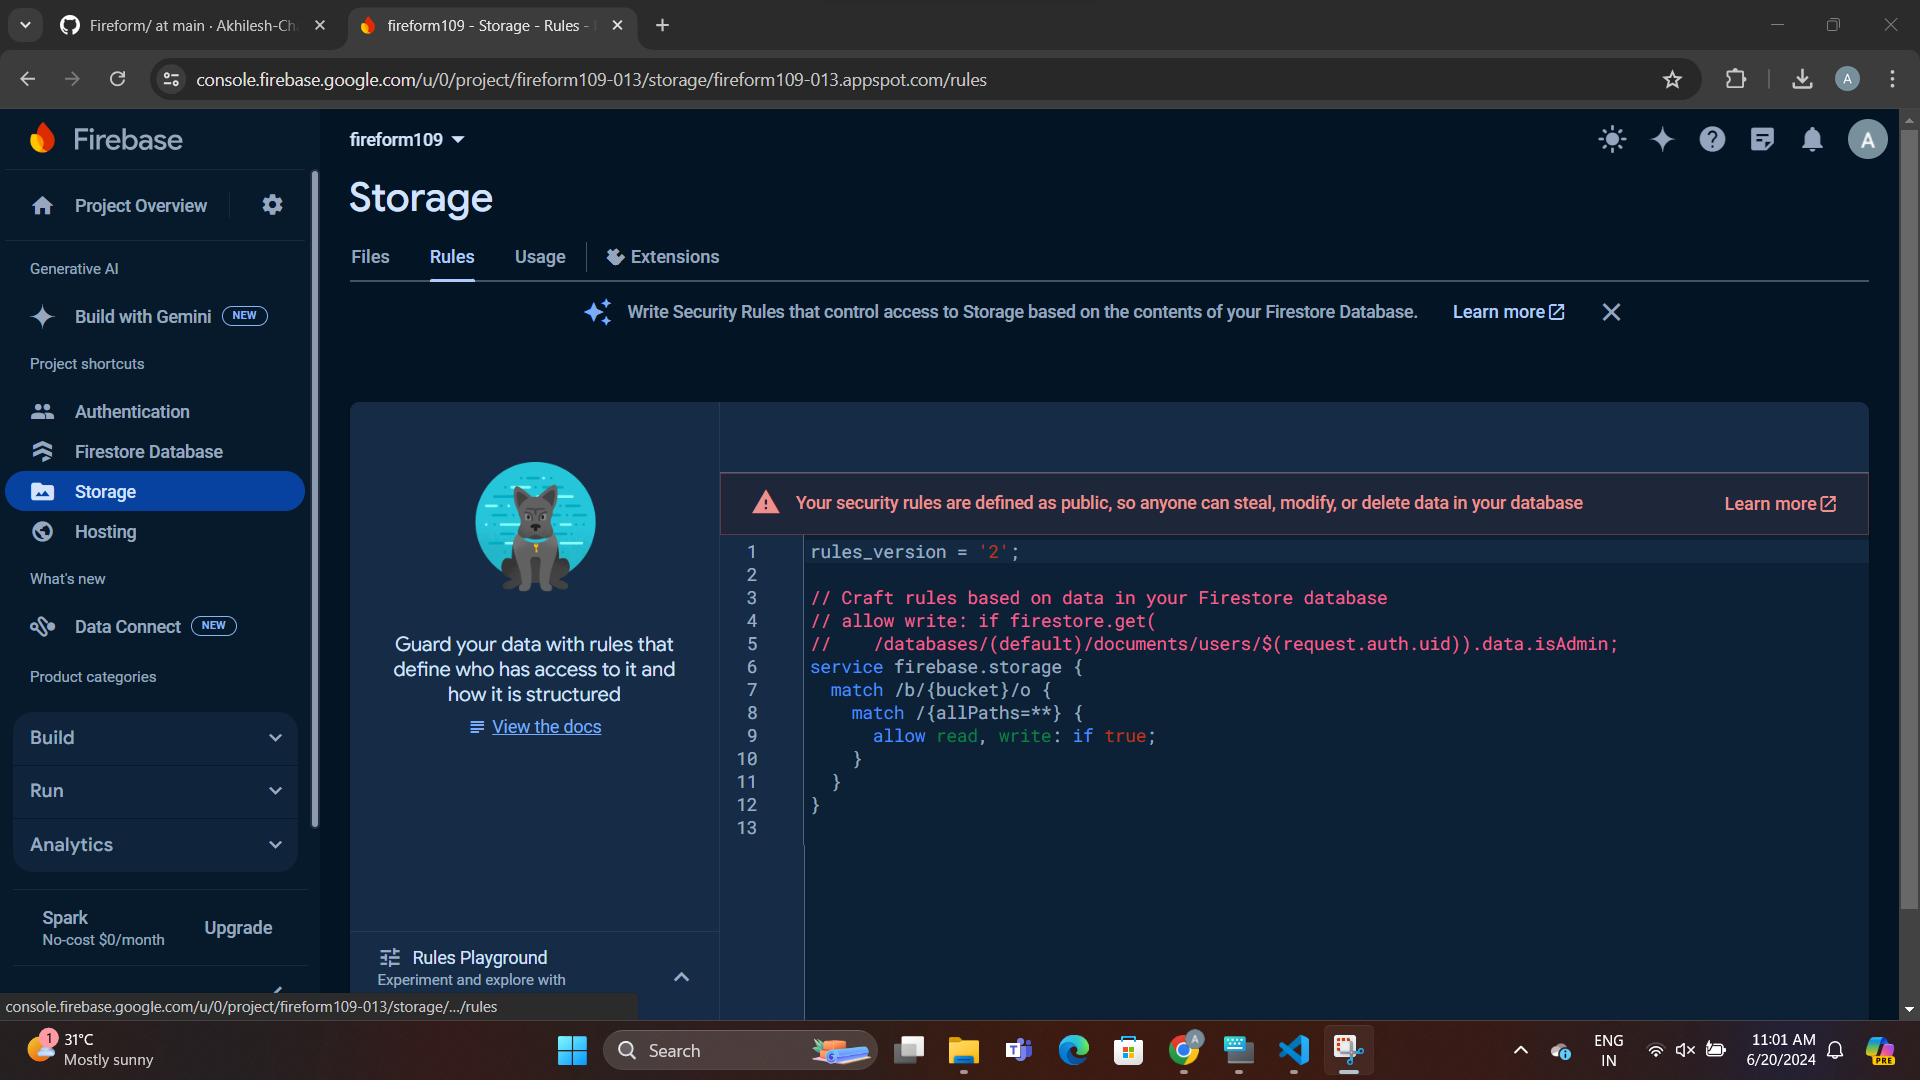 Fireform/ at main · Akhilesh-Ch
fireform109 - Storage - Rules -
console.firebase.google.com/u/0/project/fireform109-013/storage/fireform109-013.appspot.com/rules
A
Firebase
fireform109
A
Project Overview
Storage
Files
Rules
Usage
Extensions
Generative AI
Build with Gemini
NEW
Write Security Rules that control access to Storage based on the contents of your Firestore Database.
Learn more
Project shortcuts
Authentication
Firestore Database
Storage
Hosting
What's new
Data Connect
NEW
Product categories
Build
Run
Analytics
Spark
No-cost $0/month
Upgrade
Guard your data with rules that
define who has access to it and
how it is structured
View the docs
Rules Playground
Experiment and explore with
Your security rules are defined as public, so anyone can steal, modify, or delete data in your database
Learn more
1 rules_version = '2';
2
3 // Craft rules based on data in your Firestore database
4 // allow write: if firestore.get(
5 //    /databases/(default)/documents/users/$(request.auth.uid)).data.isAdmin;
6 service firebase.storage {
7   match /b/{bucket}/o {
8     match /{allPaths=**} {
9       allow read, write: if true;
10     }
11   }
12 }
13
console.firebase.google.com/u/0/project/fireform109-013/storage/.../rules
1
31°C
Mostly sunny
Search
A
ENG
IN
11:01 AM
6/20/2024
PRE